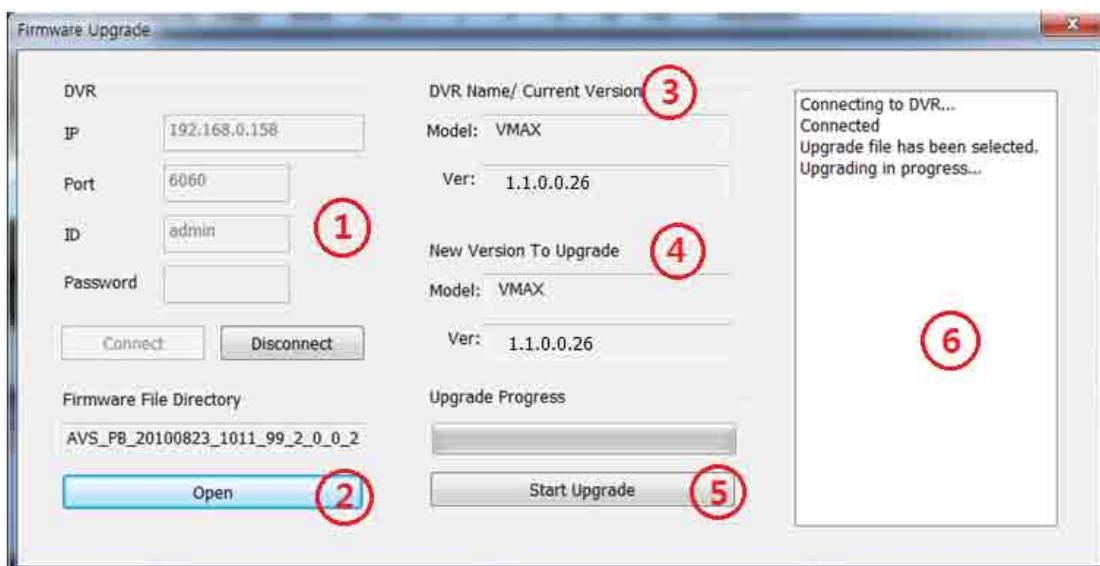 Firmware Upgrade
DVR
IP 192.168.0.158
Port 6060
ID admin
1
Password
Connect Disconnect
Firmware File Directory
AVS_PB_20100823_1011_99_2_0_0_2
Open 2
DVR Name/ Current Version 3
Model: VMAX
Ver: 1.1.0.0.26
New Version To Upgrade 4
Model: VMAX
Ver: 1.1.0.0.26
Upgrade Progress
Start Upgrade 5
Connecting to DVR...
Connected
Upgrade file has been selected.
Upgrading in progress...
6